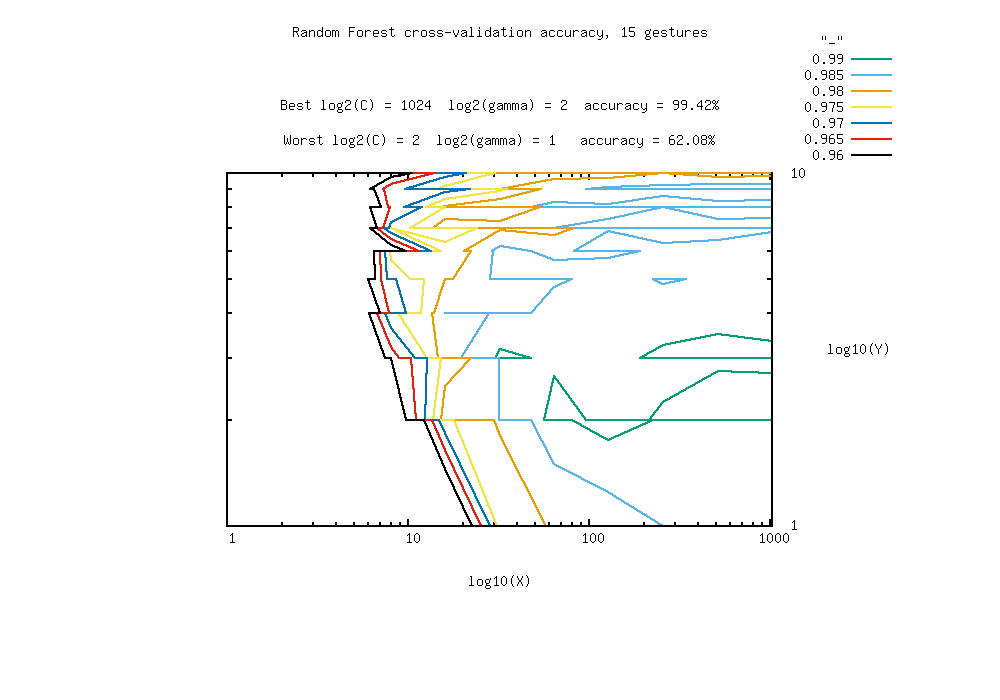 Random Forest cross-validation accuracy, 15 gestures
"_"
0.99
0.985
0.98
0.975
0.97
0.965
0.96
Best log2(C) = 1024  log2(gamma) = 2  accuracy = 99.42%
Worst log2(C) = 2  log2(gamma) = 1   accuracy = 62.08%
10
log10(Y)
1
1 10 100 1000
log10(X)